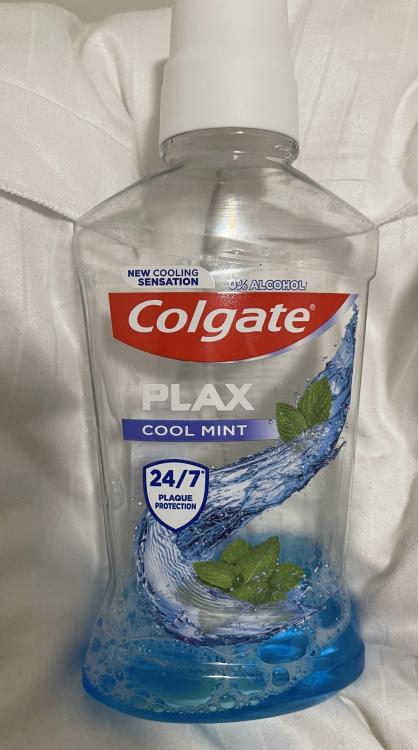 NEW COOLING
SENSATION
0% ALCOHOL
Colgate®
PLAX
COOL MINT
24/7
PLAQUE
PROTECTION